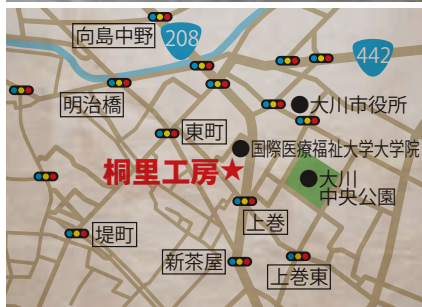 向島中野
208
442
明治橋
大川市役所
東町
国際医療福祉大学大学院
桐里工房★
大川
中央公園
上巻
堤町
新茶屋
上巻東